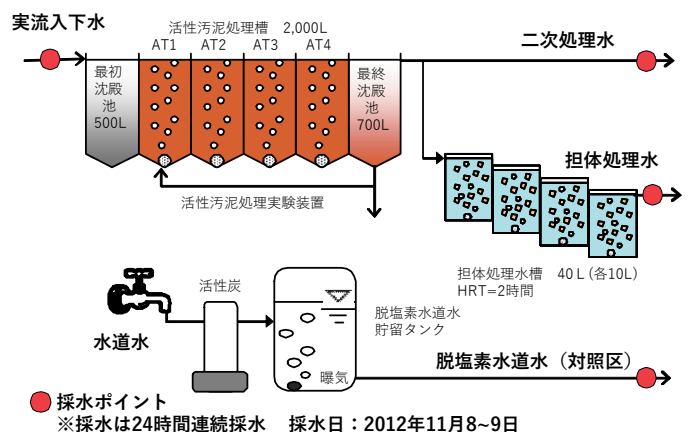 実流入下水
活性汚泥処理槽 2,000L
AT1 AT2 AT3 AT4
二次処理水
最初
沈殿
池
500L
最終
沈殿
池
700L
担体処理水
活性汚泥処理実験装置
担体処理水槽 40L(各10L)
HRT=2時間
活性炭
脱塩素水道水
貯留タンク
水道水
曝気
脱塩素水道水(対照区)
採水ポイント
※採水は24時間連続採水 採水日:2012年11月8~9日